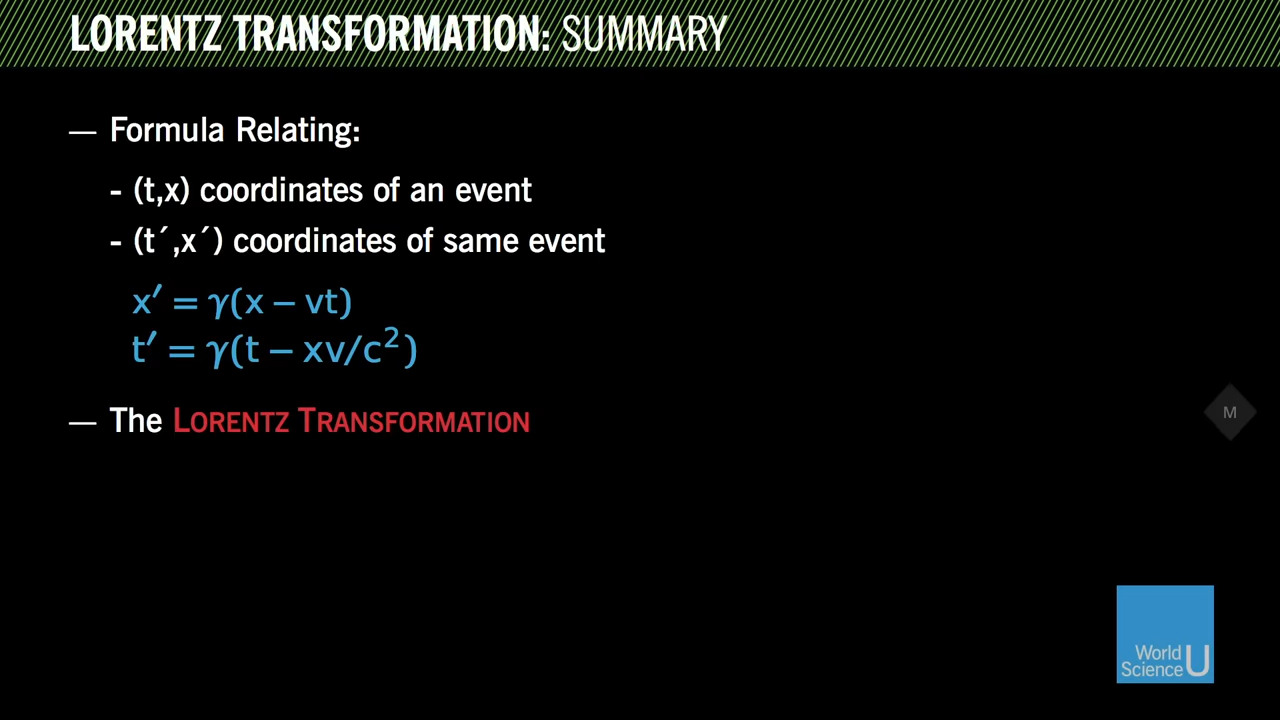 LORENTZ TRANSFORMATION: SUMMARY
— Formula Relating:
- (t,x) coordinates of an event
- (t´,x´) coordinates of same event
x′ = γ(x – vt)
t′ = γ(t – xv/c²)
— The LORENTZ TRANSFORMATION
M
World
Science U